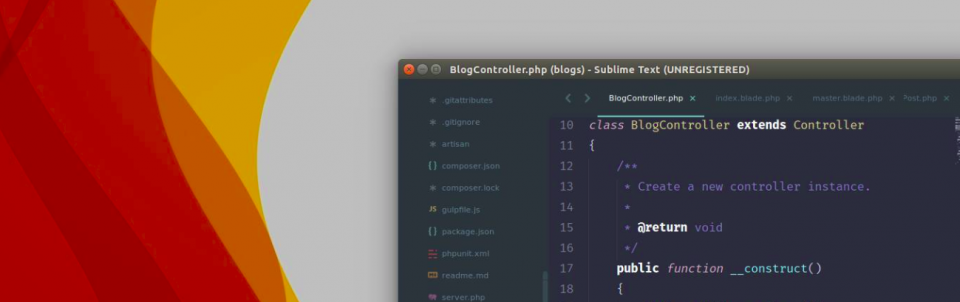 BlogController.php (blogs) - Sublime Text (UNREGISTERED)
.gitattributes
.gitignore
artisan
{} composer.json
composer.lock
JS gulpfile.js
{} package.json
phpunit.xml
readme.md
server.php
BlogController.php × index.blade.php × master.blade.php × Post.php ×
10 class BlogController extends Controller
11 {
12 /**
13 * Create a new controller instance.
14 *
15 * @return void
16 */
17 public function __construct()
18 {